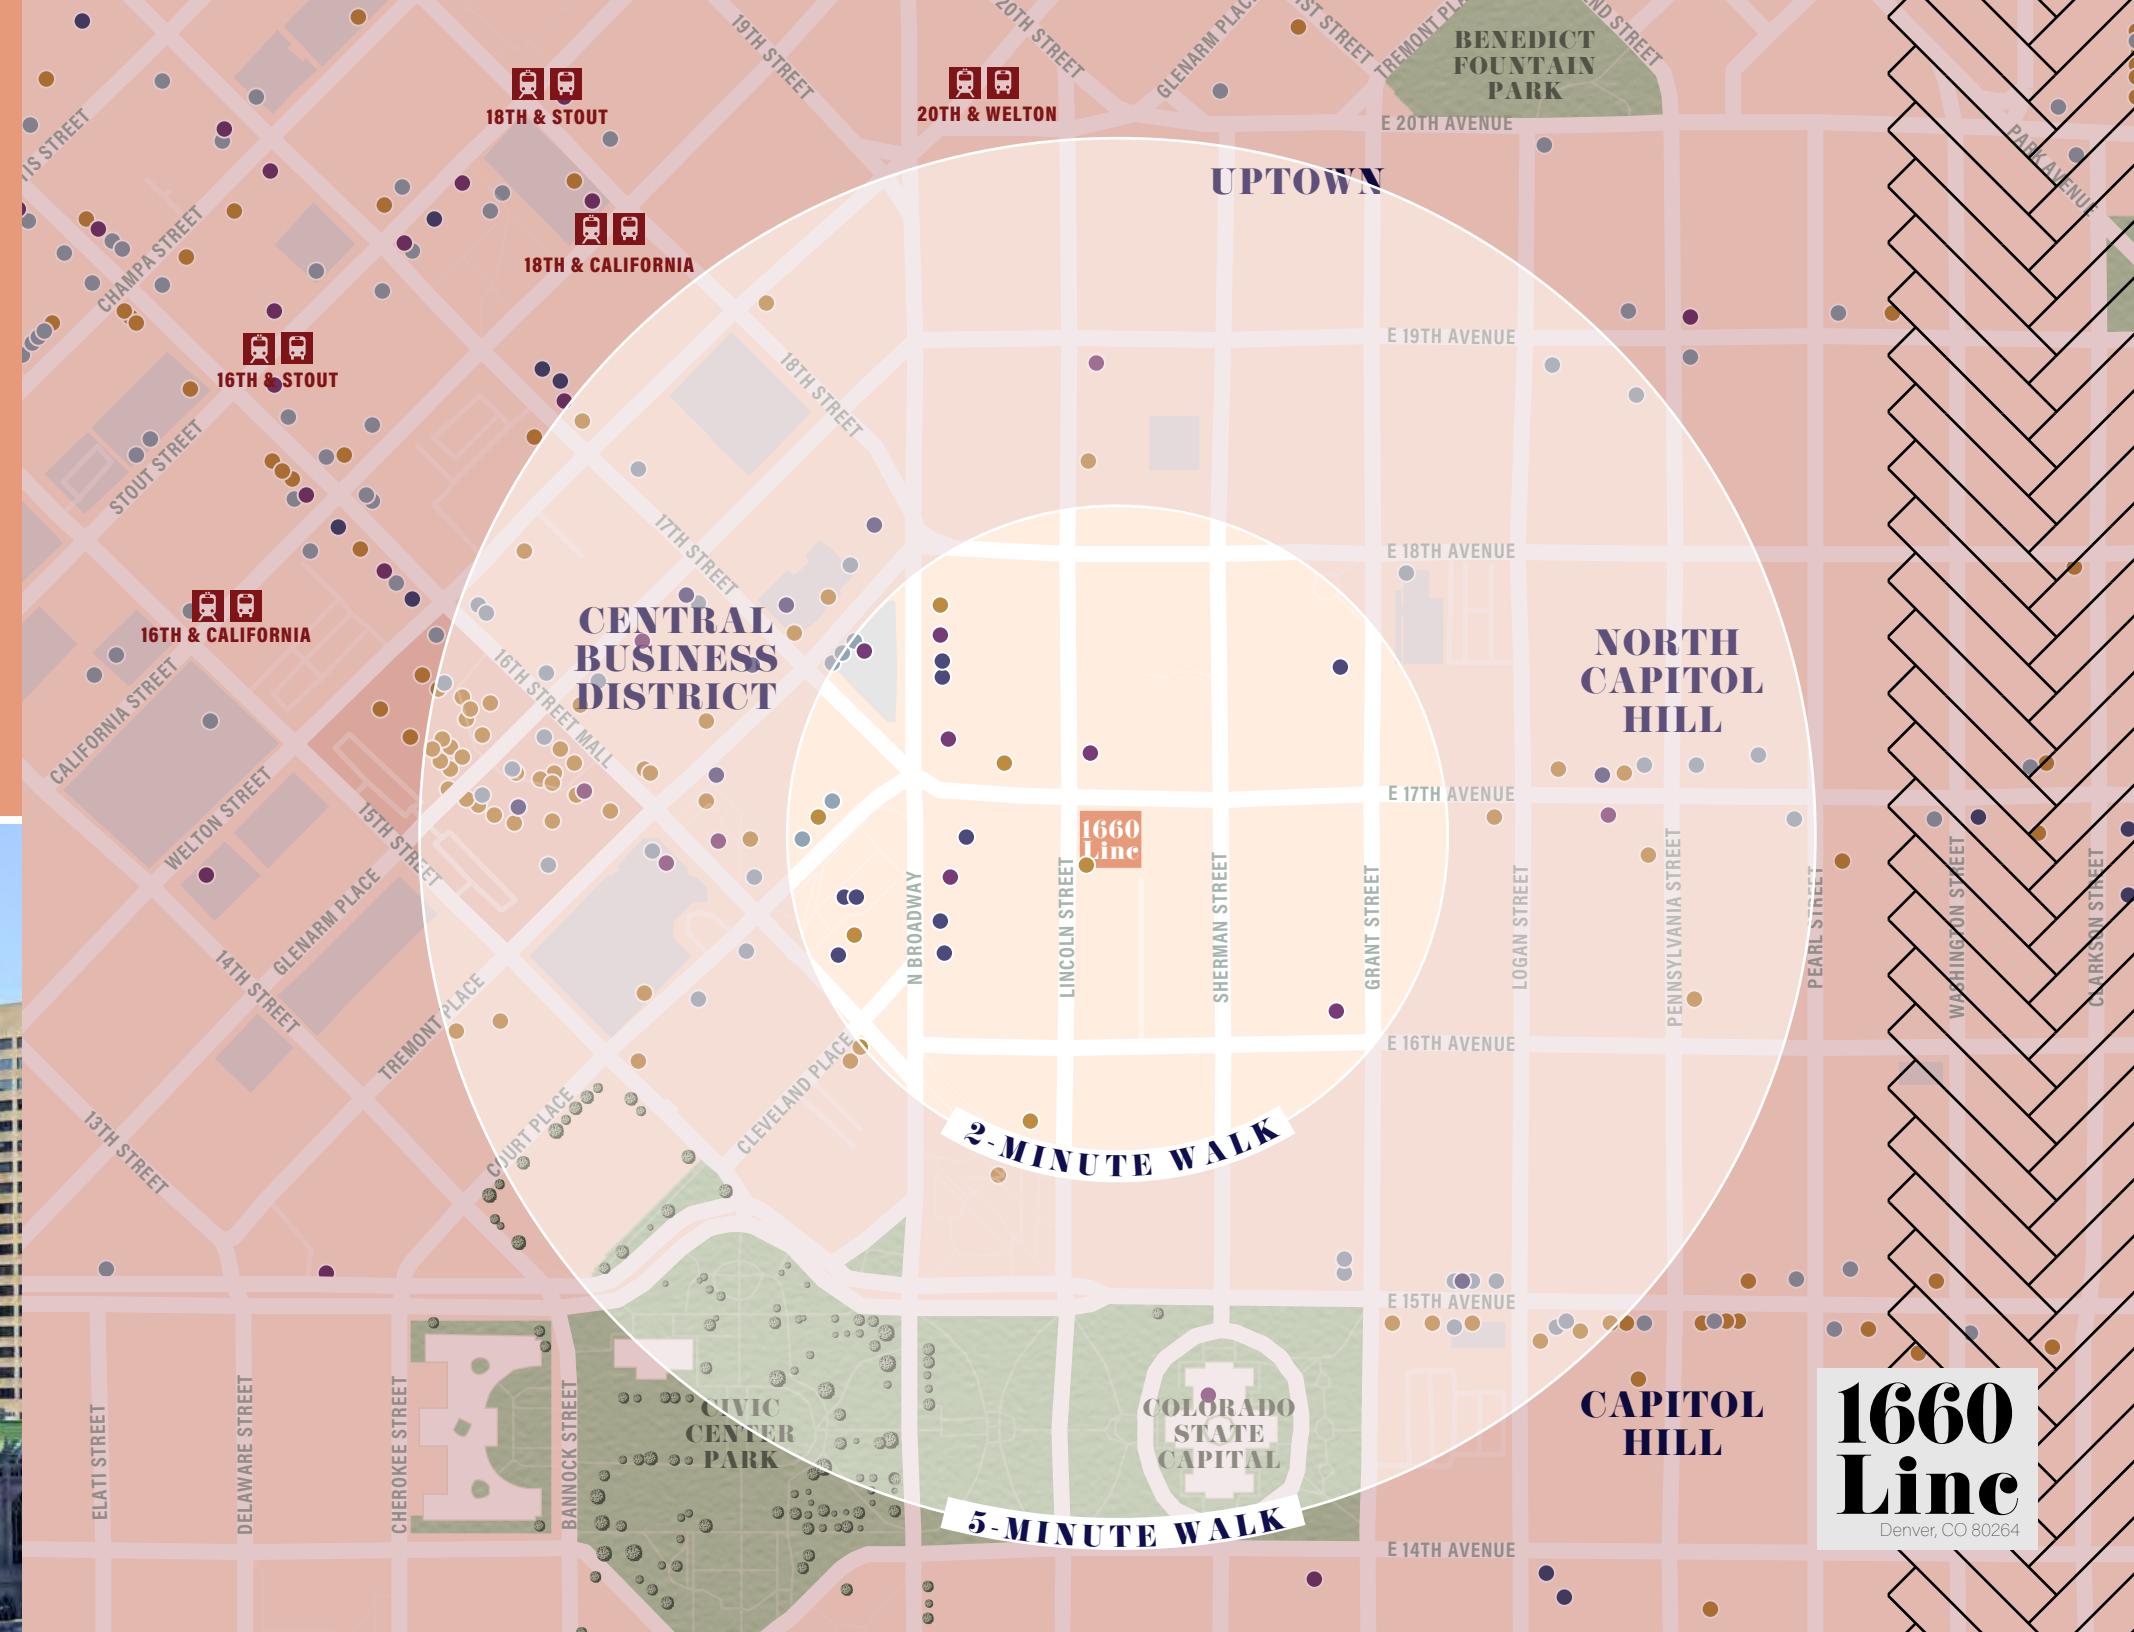 19TH STREET
20TH STREET
GLENARM PLACE
TREMONT PL
BENEDICT
FOUNTAIN
PARK
E 20TH AVENUE
PARK AVENUE
18TH & STOUT
20TH & WELTON
UPTOWN
CHAMPA STREET
18TH & CALIFORNIA
16TH & STOUT
E 19TH AVENUE
18TH STREET
STOUT STREET
17TH STREET
E 18TH AVENUE
16TH & CALIFORNIA
CENTRAL
BUSINESS
DISTRICT
NORTH
CAPITOL
HILL
16TH STREET MALL
CALIFORNIA STREET
WELTON STREET
15TH STREET
E 17TH AVENUE
1660
Linc
GLENARM PLACE
14TH STREET
TREMONT PLACE
N BROADWAY
LINCOLN STREET
SHERMAN STREET
GRANT STREET
LOGAN STREET
PENNSYLVANIA STREET
PEARL STREET
WASHINGTON STREET
CLARKSON STREET
E 16TH AVENUE
13TH STREET
COURT PLACE
CLEVELAND PLACE
2-MINUTE WALK
E 15TH AVENUE
ELATI STREET
DELAWARE STREET
CHEROKEE STREET
BANNOCK STREET
CIVIC
CENTER
PARK
COLORADO
STATE
CAPITAL
CAPITOL
HILL
5-MINUTE WALK
E 14TH AVENUE
1660
Linc
Denver, CO 80264